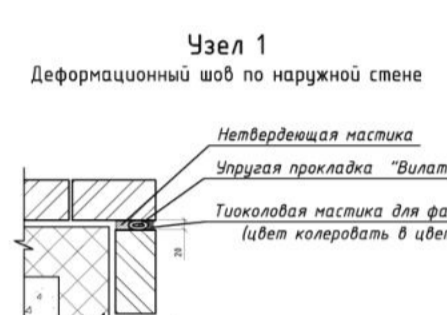 Узел 1
Деформационный шов по наружной стене
Нетвердеющая мастика
Упругая прокладка "Вилат
Тиоколовая мастика для фа
(цвет колеровать в цвет
20